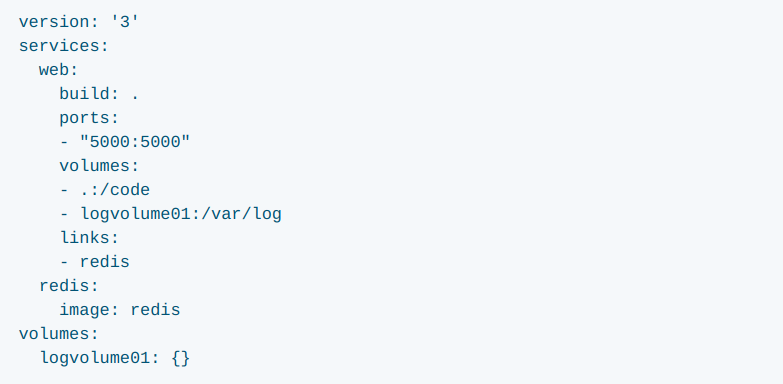 version: '3'
services:
  web:
    build: .
    ports:
    - "5000:5000"
    volumes:
    - .:/code
    - logvolume01:/var/log
    links:
    - redis
  redis:
    image: redis
volumes:
  logvolume01: {}